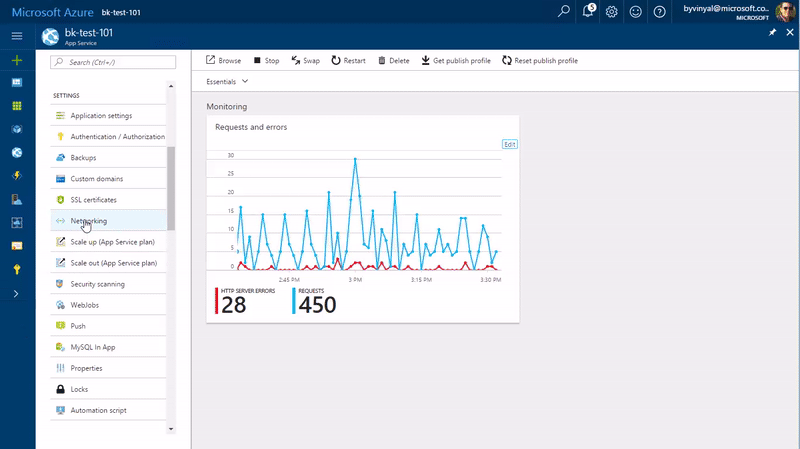 Microsoft Azure bk-test-101
5
byvinyal@microsoft.co...
MICROSOFT
bk-test-101
App Service
Search (Ctrl+/)
SETTINGS
Application settings
Authentication / Authorization
Backups
Custom domains
SSL certificates
Networking
Scale up (App Service plan)
Scale out (App Service plan)
Security scanning
WebJobs
Push
MySQL In App
Properties
Locks
Automation script
Browse Stop Swap Restart Delete Get publish profile Reset publish profile
Essentials
Monitoring
Requests and errors
Edit
30
25
20
15
10
5
0
2:45 PM 3 PM 3:15 PM 3:30 PM
HTTP SERVER ERRORS
28
REQUESTS
450